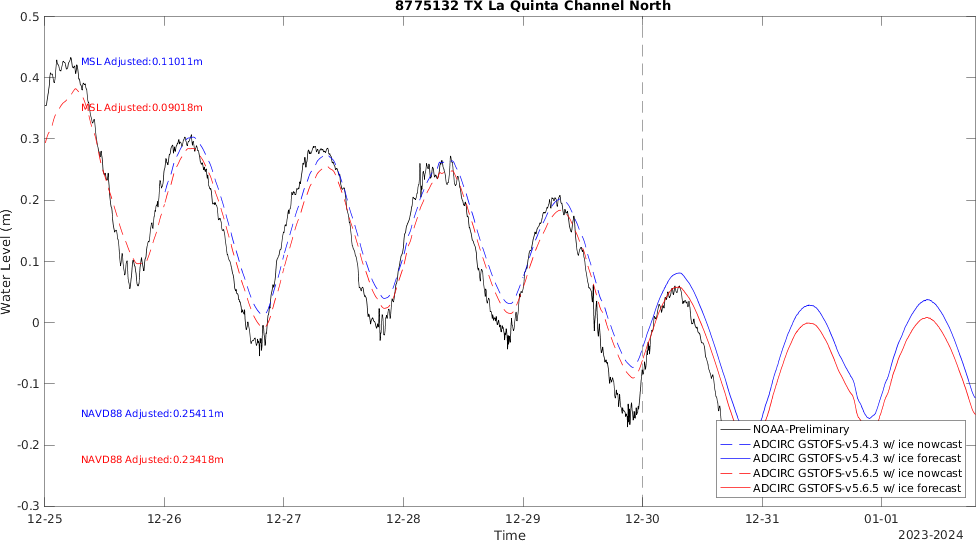 8775132 TX La Quinta Channel North
0.5
0.4
0.3
0.2
0.1
0
-0.1
-0.2
-0.3
Water Level (m)
MSL Adjusted:0.11011m
MSL Adjusted:0.09018m
NAVD88 Adjusted:0.25411m
NAVD88 Adjusted:0.23418m
NOAA-Preliminary
ADCIRC GSTOFS-v5.4.3 w/ ice nowcast
ADCIRC GSTOFS-v5.4.3 w/ ice forecast
ADCIRC GSTOFS-v5.6.5 w/ ice nowcast
ADCIRC GSTOFS-v5.6.5 w/ ice forecast
12-25 12-26 12-27 12-28 12-29 12-30 12-31 01-01
Time
2023-2024